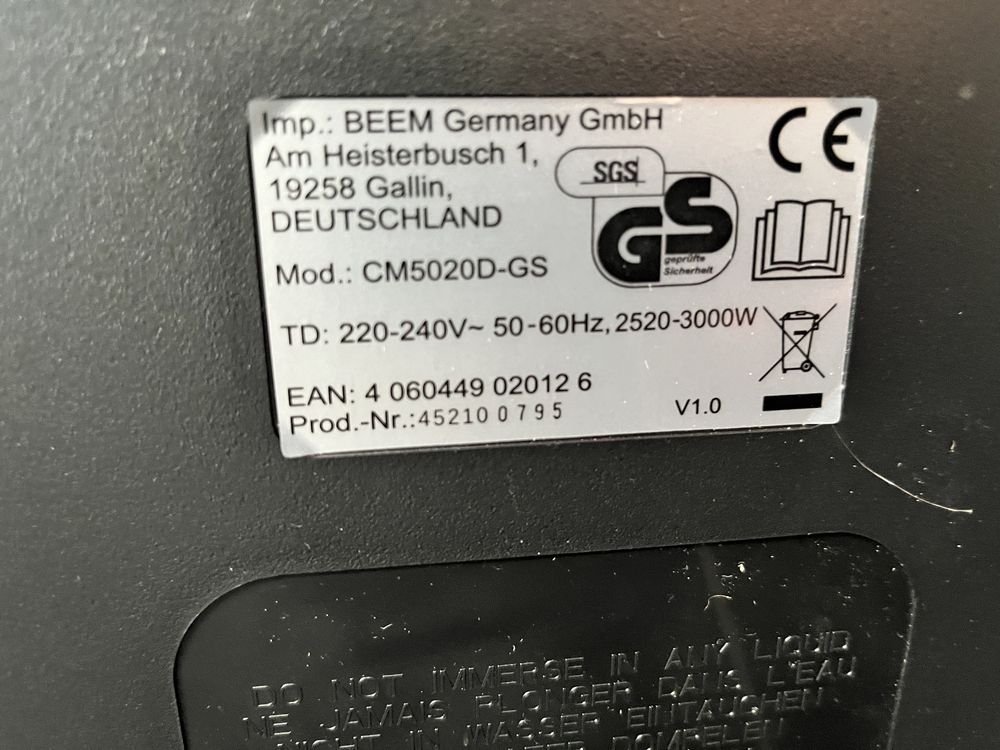 Imp.: BEEM Germany GmbH
Am Heisterbusch 1,
19258 Gallin,
DEUTSCHLAND
CE
SGS
GS
geprüfte
Sicherheit
Mod.: CM5020D-GS
TD: 220-240V~ 50-60Hz, 2520-3000W
EAN: 4 060449 02012 6
Prod.-Nr.:452100795
V1.0
DO NOT IMMERSE IN ANY LIQUID
NE JAMAIS PLONGER DANS L'EAU
NICHT IN WASSER EINTAUCHEN
DOMPELEN